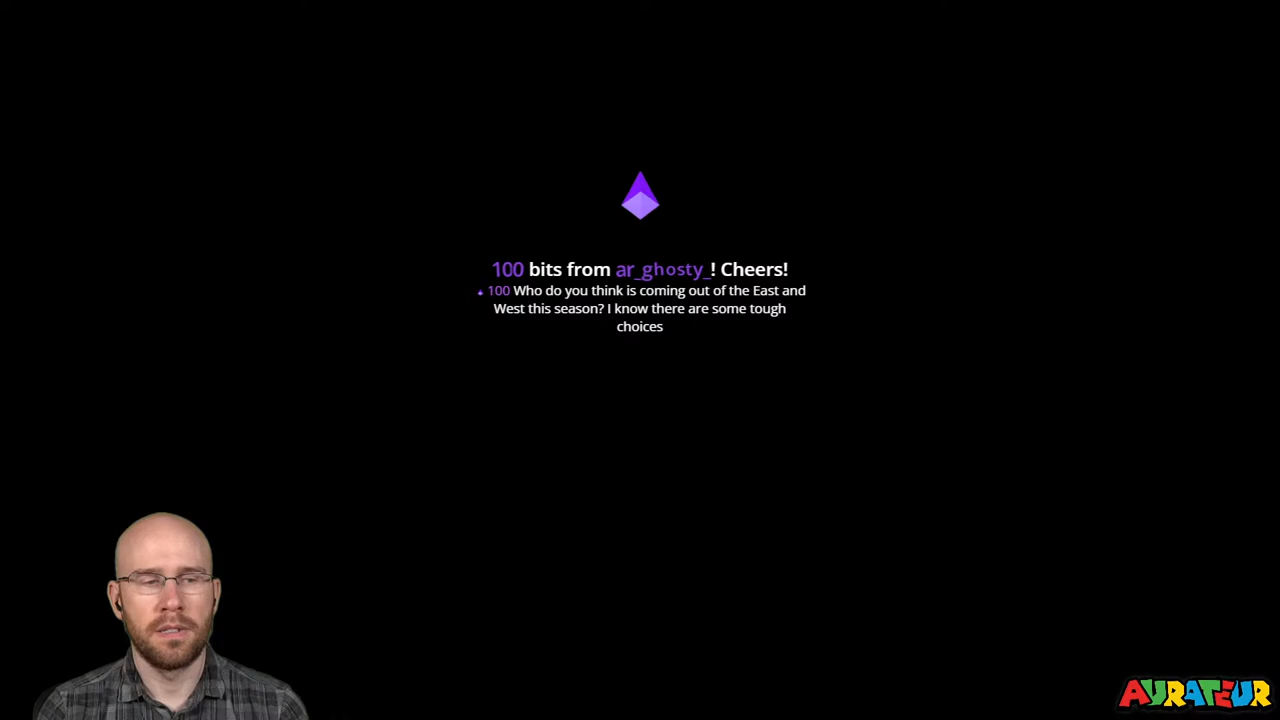 100 bits from ar_ghosty_! Cheers!
100 Who do you think is coming out of the East and
West this season? I know there are some tough
choices
AURATEUR